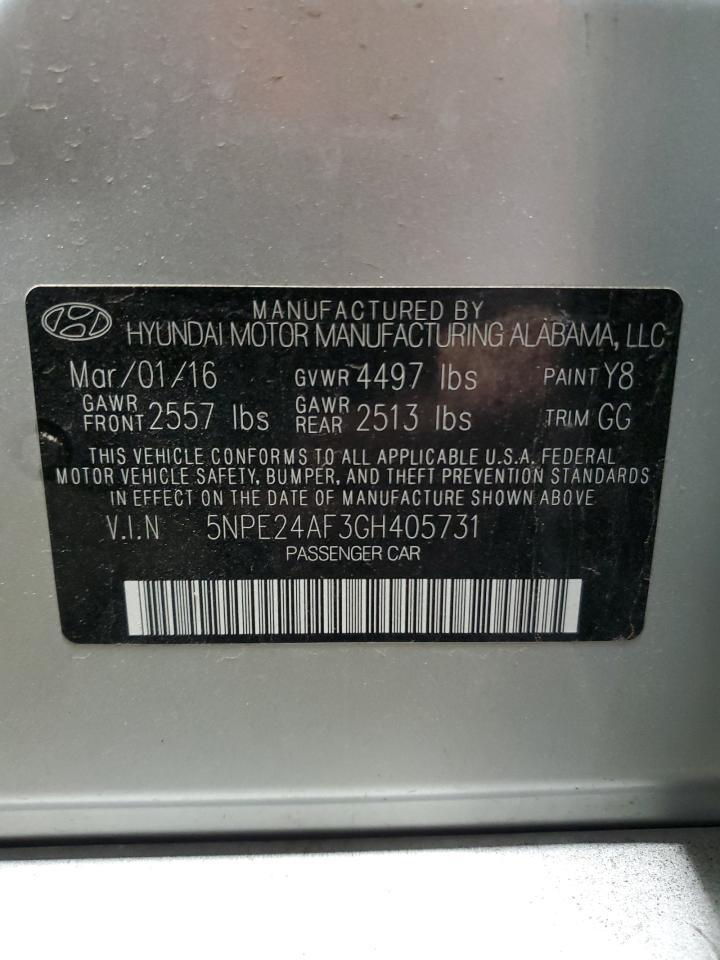 MANUFACTURED BY
HYUNDAI MOTOR MANUFACTURING ALABAMA, LLC
Mar/01/16 GVWR 4497 lbs PAINT Y8
GAWR FRONT 2557 lbs GAWR REAR 2513 lbs TRIM GG
THIS VEHICLE CONFORMS TO ALL APPLICABLE U.S.A. FEDERAL
MOTOR VEHICLE SAFETY, BUMPER, AND THEFT PREVENTION STANDARDS
IN EFFECT ON THE DATE OF MANUFACTURE SHOWN ABOVE
V.I.N 5NPE24AF3GH405731
PASSENGER CAR